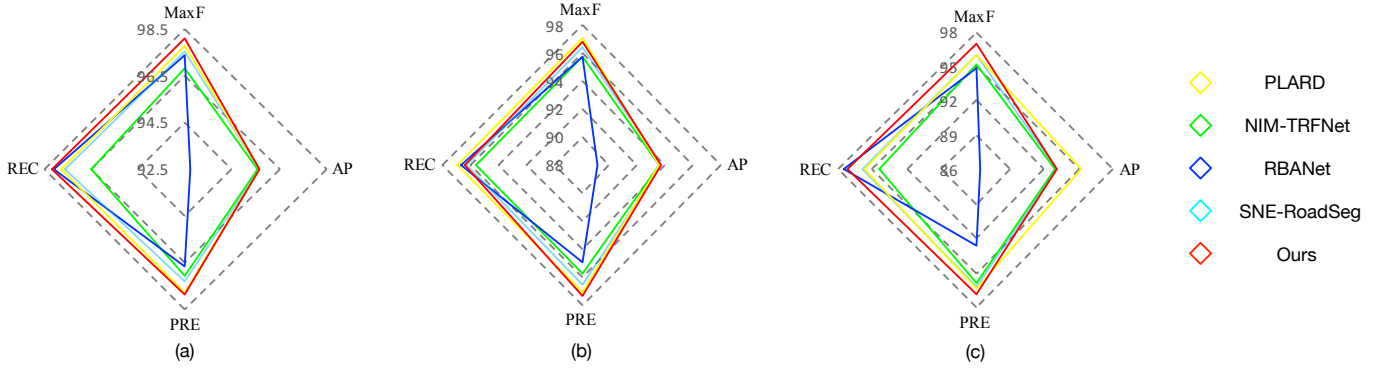 MaxF
98.5
96.5
94.5
92.5
REC
AP
PRE
(a)
MaxF
98
96
94
92
90
88
REC
AP
PRE
(b)
MaxF
98
95
92
89
86
REC
AP
PRE
(c)
PLARD
NIM-TRFNet
RBANet
SNE-RoadSeg
Ours